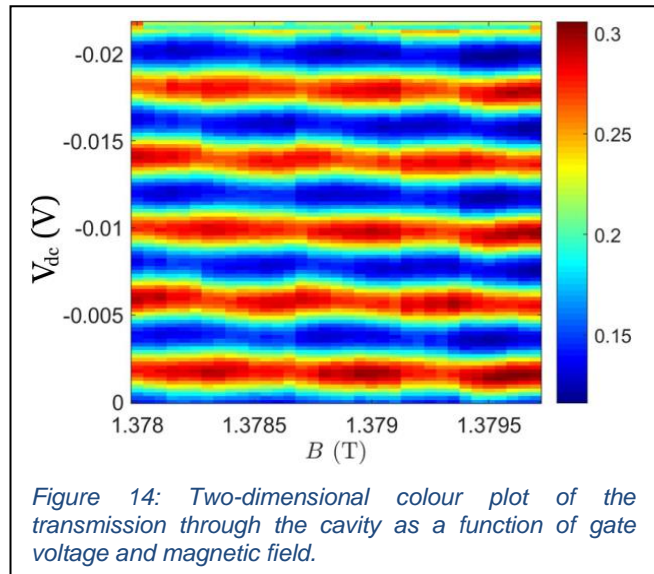 -0.02
-0.015
-0.01
-0.005
0
V_dc (V)
1.378
1.3785
1.379
1.3795
B (T)
0.3
0.25
0.2
0.15
Figure 14: Two-dimensional colour plot of the
transmission through the cavity as a function of gate
voltage and magnetic field.